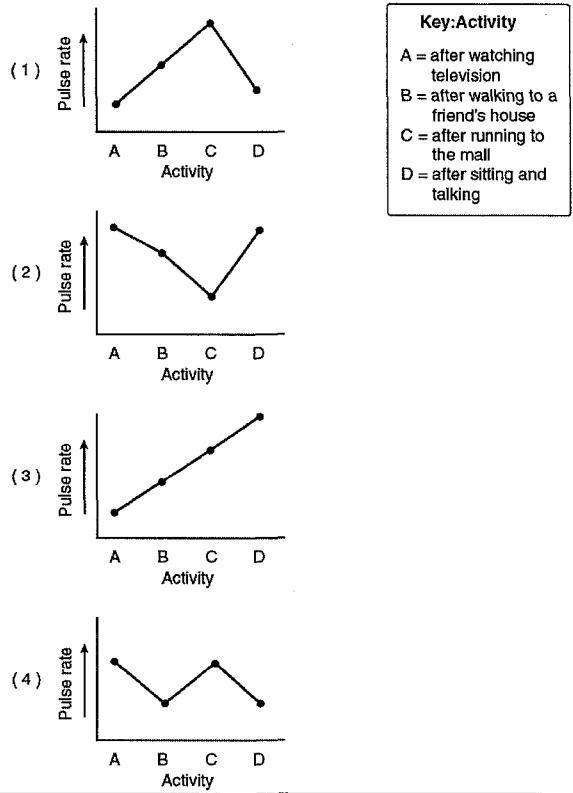 (1)
Pulse rate
A B C D
Activity
Key:Activity
A = after watching
television
B = after walking to a
friend's house
C = after running to
the mall
D = after sitting and
talking
(2)
Pulse rate
A B C D
Activity
(3)
Pulse rate
A B C D
Activity
(4)
Pulse rate
A B C D
Activity